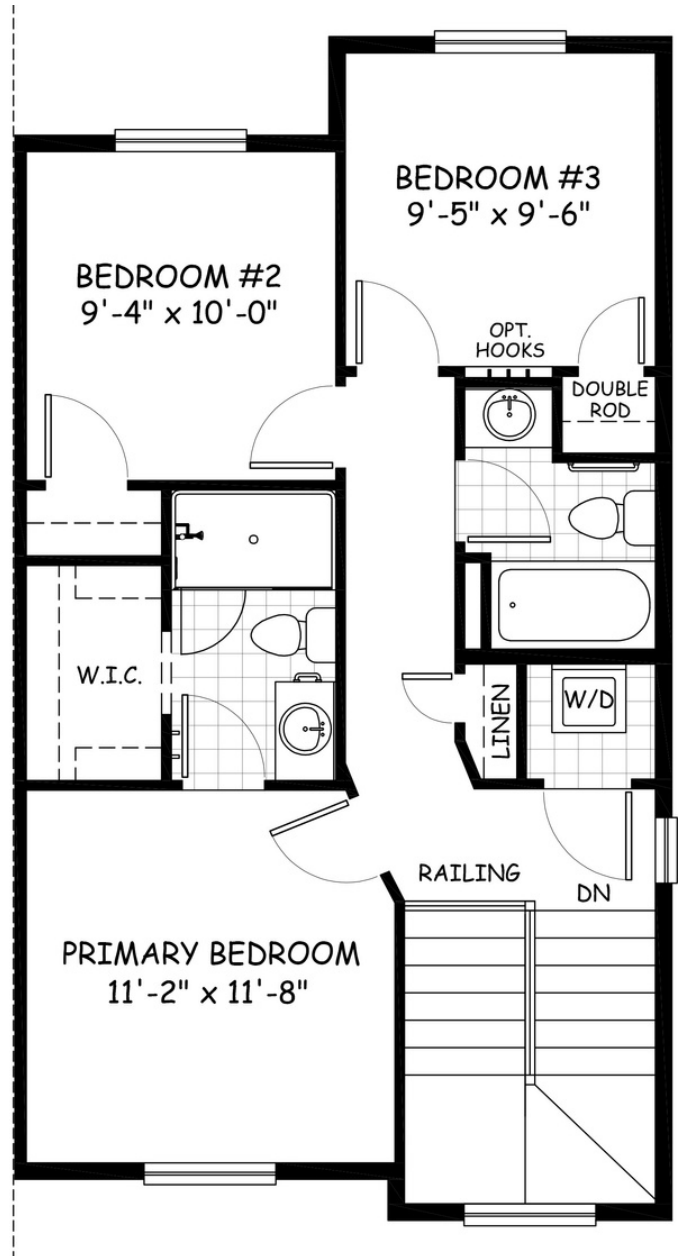 BEDROOM #3
9'-5" x 9'-6"
BEDROOM #2
9'-4" x 10'-0"
OPT.
HOOKS
DOUBLE
ROD
W.I.C.
LINEN
W/D
RAILING
DN
PRIMARY BEDROOM
11'-2" x 11'-8"